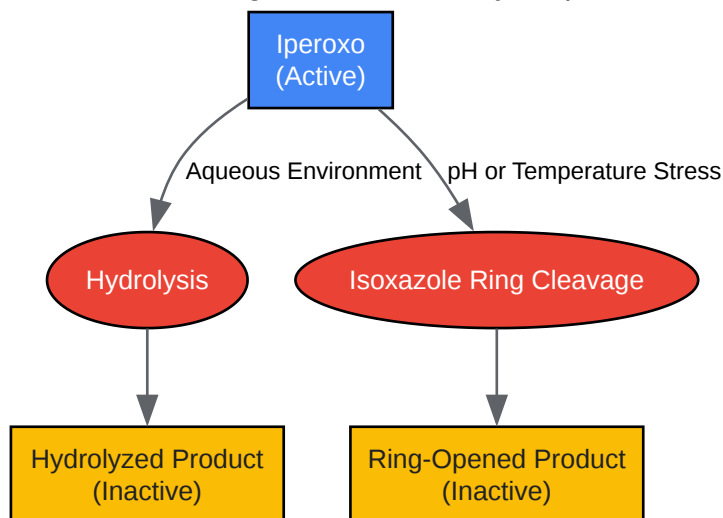 Iperoxo
(Active)
Aqueous Environment
pH or Temperature Stress
Hydrolysis
Isoxazole Ring Cleavage
Hydrolyzed Product
(Inactive)
Ring-Opened Product
(Inactive)